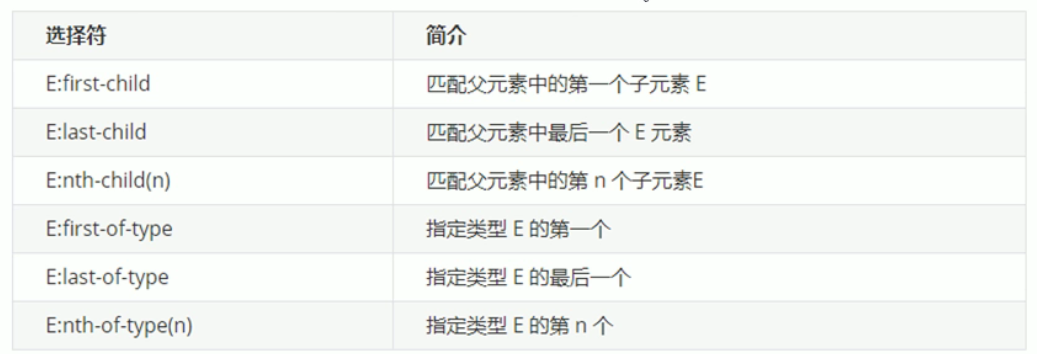 选择符 简介
E:first-child 匹配父元素中的第一个子元素 E
E:last-child 匹配父元素中最后一个 E 元素
E:nth-child(n) 匹配父元素中的第 n 个子元素E
E:first-of-type 指定类型 E 的第一个
E:last-of-type 指定类型 E 的最后一个
E:nth-of-type(n) 指定类型 E 的第 n 个